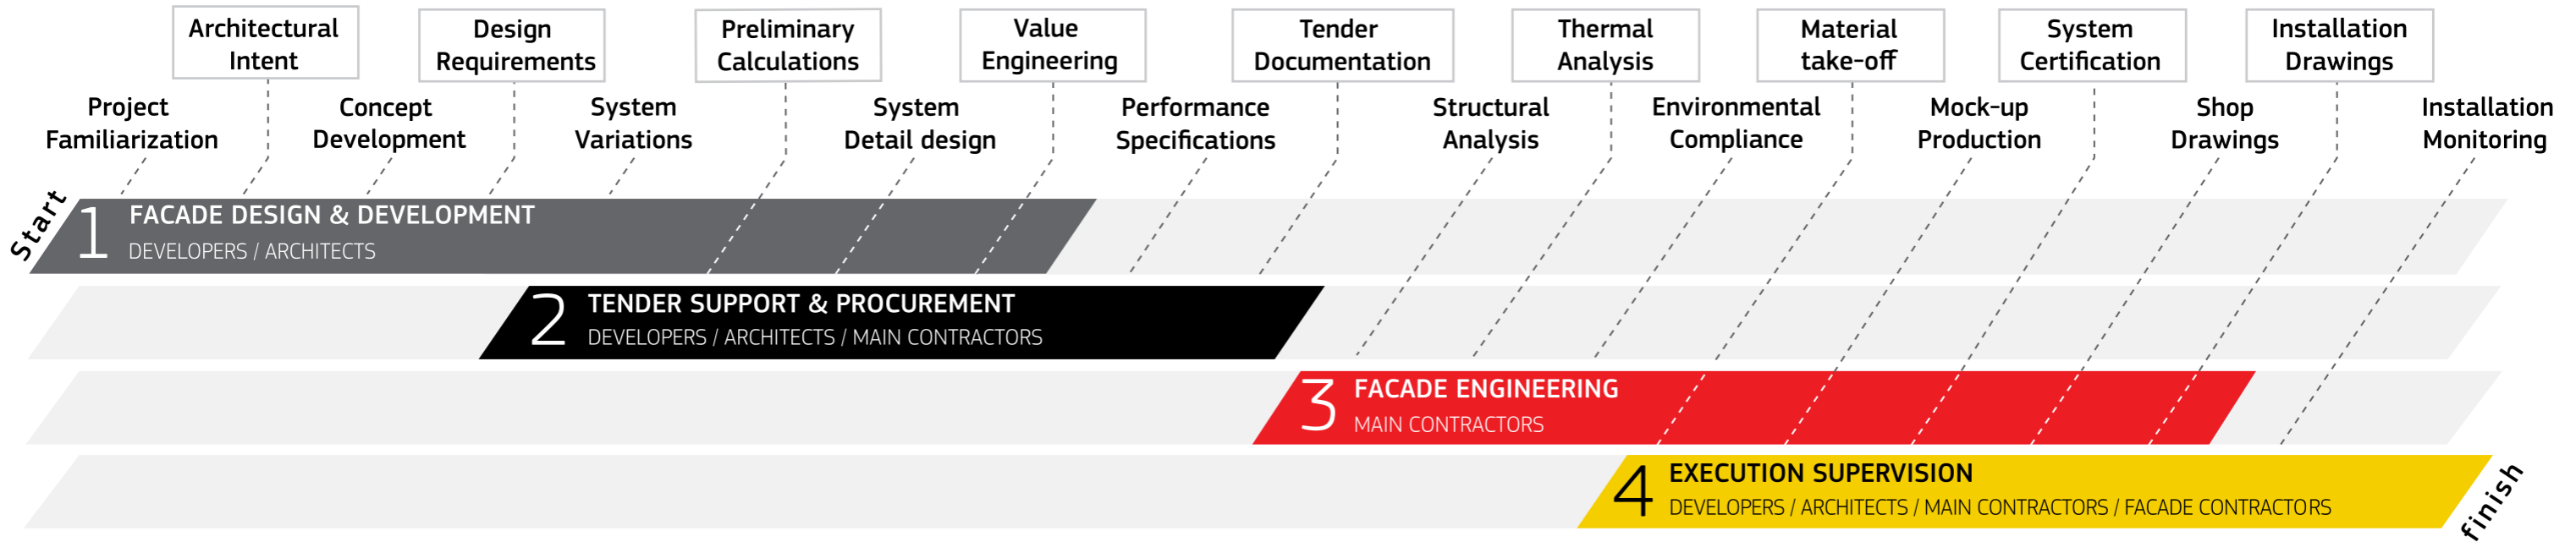 Architectural
Intent
Design
Requirements
Preliminary
Calculations
Value
Engineering
Tender
Documentation
Thermal
Analysis
Material
take-off
System
Certification
Installation
Drawings
Project
Familiarization
Concept
Development
System
Variations
System
Detail design
Performance
Specifications
Structural
Analysis
Environmental
Compliance
Mock-up
Production
Shop
Drawings
Installation
Monitoring
Start
1
FACADE DESIGN & DEVELOPMENT
DEVELOPERS / ARCHITECTS
2
TENDER SUPPORT & PROCUREMENT
DEVELOPERS / ARCHITECTS / MAIN CONTRACTORS
3
FACADE ENGINEERING
MAIN CONTRACTORS
4
EXECUTION SUPERVISION
DEVELOPERS / ARCHITECTS / MAIN CONTRACTORS / FACADE CONTRACTORS
finish